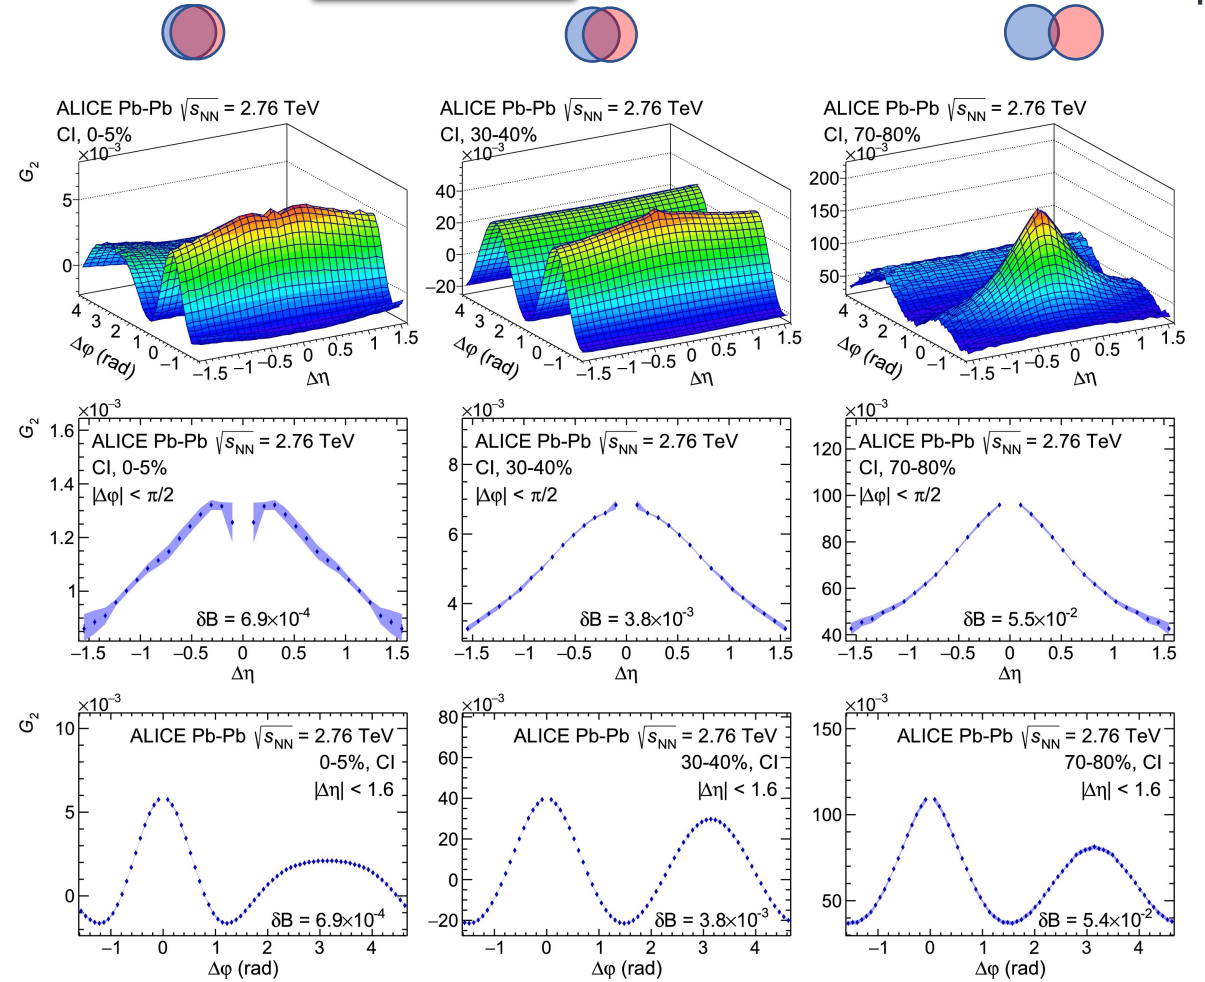 ALICE Pb-Pb √sNN = 2.76 TeV
CI, 0-5%
×10−3
G2
5
0
4
3
2
1
0
−1
Δφ (rad)
−1.5
−1
−0.5
0
0.5
1
1.5
Δη
ALICE Pb-Pb √sNN = 2.76 TeV
CI, 30-40%
×10−3
40
20
0
−20
4
3
2
1
0
−1
Δφ (rad)
−1.5
−1
−0.5
0
0.5
1
1.5
Δη
ALICE Pb-Pb √sNN = 2.76 TeV
CI, 70-80%
×10−3
200
150
100
50
4
3
2
1
0
−1
Δφ (rad)
−1.5
−1
−0.5
0
0.5
1
1.5
Δη
×10−3
G2
1.6
1.4
1.2
1
ALICE Pb-Pb √sNN = 2.76 TeV
CI, 0-5%
|Δφ| < π/2
δB = 6.9×10−4
−1.5 −1 −0.5 0 0.5 1 1.5
Δη
×10−3
8
6
4
ALICE Pb-Pb √sNN = 2.76 TeV
CI, 30-40%
|Δφ| < π/2
δB = 3.8×10−3
−1.5 −1 −0.5 0 0.5 1 1.5
Δη
×10−3
120
100
80
60
40
ALICE Pb-Pb √sNN = 2.76 TeV
CI, 70-80%
|Δφ| < π/2
δB = 5.5×10−2
−1.5 −1 −0.5 0 0.5 1 1.5
Δη
×10−3
G2
10
5
0
ALICE Pb-Pb √sNN = 2.76 TeV
0-5%, CI
|Δη| < 1.6
δB = 6.9×10−4
−1 0 1 2 3 4
Δφ (rad)
×10−3
80
60
40
20
0
−20
ALICE Pb-Pb √sNN = 2.76 TeV
30-40%, CI
|Δη| < 1.6
δB = 3.8×10−3
−1 0 1 2 3 4
Δφ (rad)
×10−3
150
100
50
ALICE Pb-Pb √sNN = 2.76 TeV
70-80%, CI
|Δη| < 1.6
δB = 5.4×10−2
−1 0 1 2 3 4
Δφ (rad)